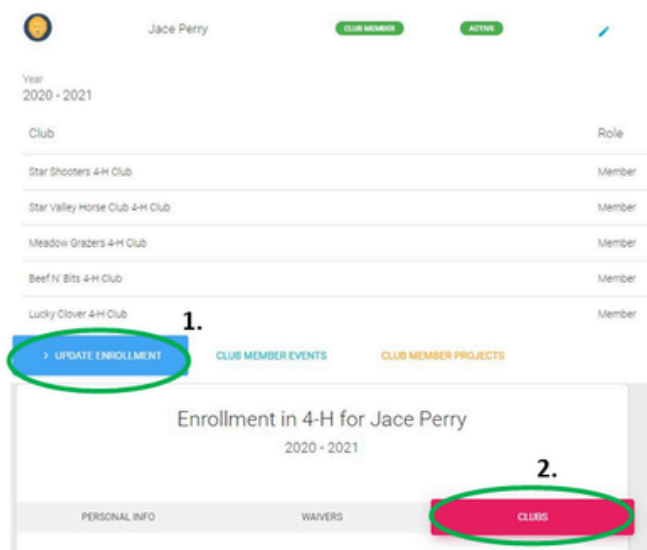 Jace Perry CLUB MEMBER ACTIVE
Year
2020 - 2021
Club Role
Star Shooters 4-H Club Member
Star Valley Horse Club 4-H Club Member
Meadow Grazers 4-H Club Member
Beef N' Bits 4-H Club Member
Lucky Clover 4-H Club Member
1.
> UPDATE ENROLLMENT CLUB MEMBER EVENTS CLUB MEMBER PROJECTS
Enrollment in 4-H for Jace Perry
2020 - 2021
2.
PERSONAL INFO WAIVERS CLUBS